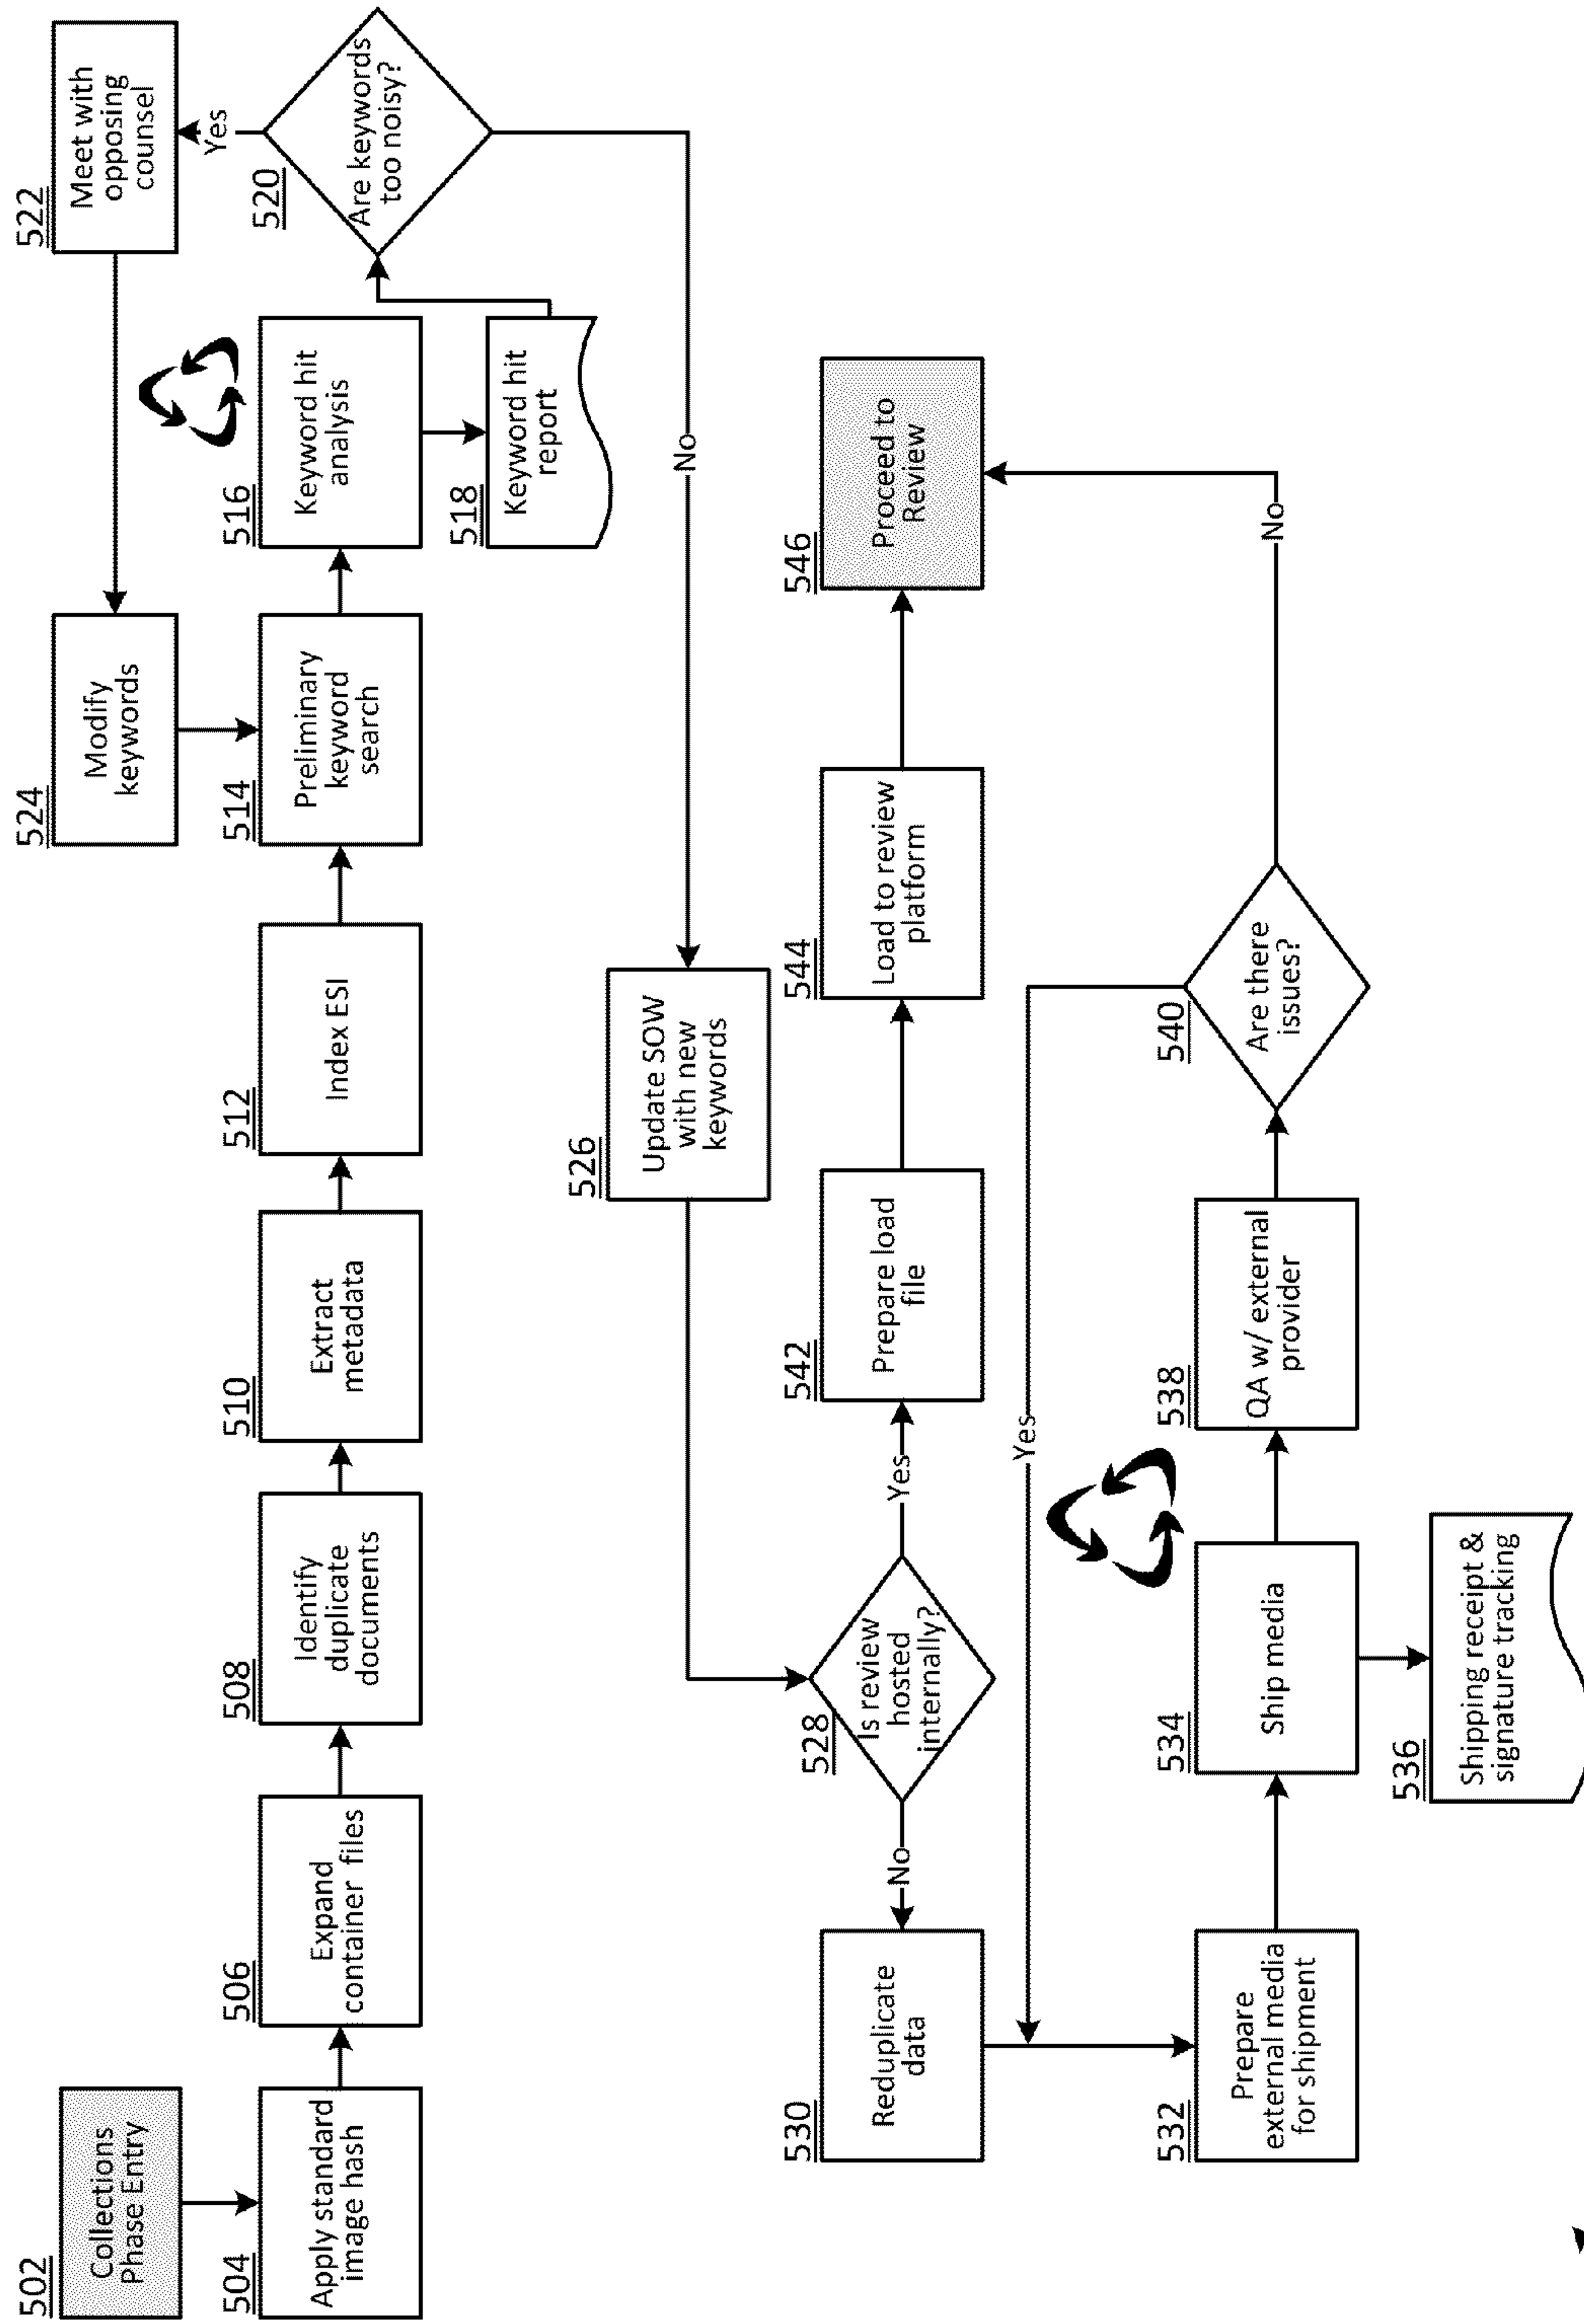 502
Collections
Phase Entry
504
Apply standard
image hash
506
Expand
container files
508
Identify
duplicate
documents
510
Extract
metadata
512
Index ESI
514
Preliminary
keyword
search
516
Keyword hit
analysis
518
Keyword hit
report
520
Are keywords
too noisy?
Yes
522
Meet with
opposing
counsel
524
Modify
keywords
No
526
Update SOW
with new
keywords
528
Is review
hosted
internally?
No
530
Reduplicate
data
532
Prepare
external media
for shipment
534
Ship media
536
Shipping receipt &
signature tracking
538
QA w/ external
provider
540
Are there
issues?
Yes
No
Yes
542
Prepare load
file
544
Load to review
platform
546
Proceed to
Review